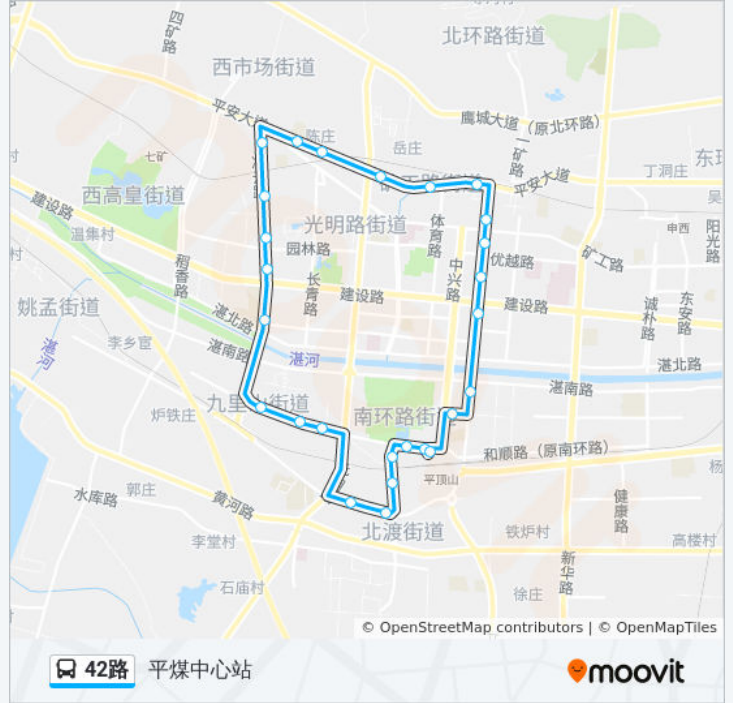 四矿路
北环路街道
西市场街道
平安大道
鹰城大道（原北环路）
陈庄
岳庄
一矿路
七矿
矿工路街道
平安大道
丁洞庄
西高皇街道
建设路
光明路街道
体育路
申西
阳光路
温集村
园林路
优越路
矿工路
稻香路
长青路
中兴路
建设路
建设路
诚朴路
东安路
姚孟街道
湛北路
湛河
李乡宦
湛南路
湛河
湛北路
湛南路
九里山街道
炉铁庄
南环路街道
和顺路（原南环路）
平顶山
郭庄
水库路
黄河路
健康路
北渡街道
铁炉村
李堂村
高楼村
新华路
石庙村
徐庄
© OpenStreetMap contributors | © OpenMapTiles
42路 平煤中心站
moovit